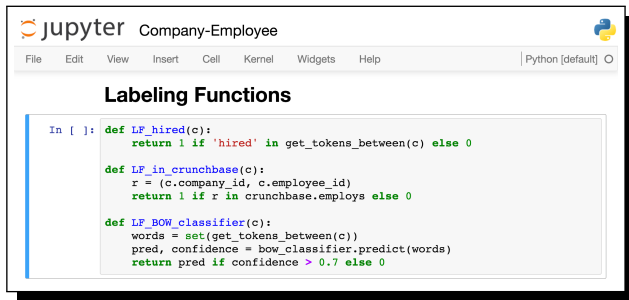 jupyter Company-Employee
File Edit View Insert Cell Kernel Widgets Help Python [default]
Labeling Functions
In [ ]: def LF_hired(c):
return 1 if 'hired' in get_tokens_between(c) else 0
def LF_in_crunchbase(c):
r = (c.company_id, c.employee_id)
return 1 if r in crunchbase.employs else 0
def LF_BOW_classifier(c):
words = set(get_tokens_between(c))
pred, confidence = bow_classifier.predict(words)
return pred if confidence > 0.7 else 0